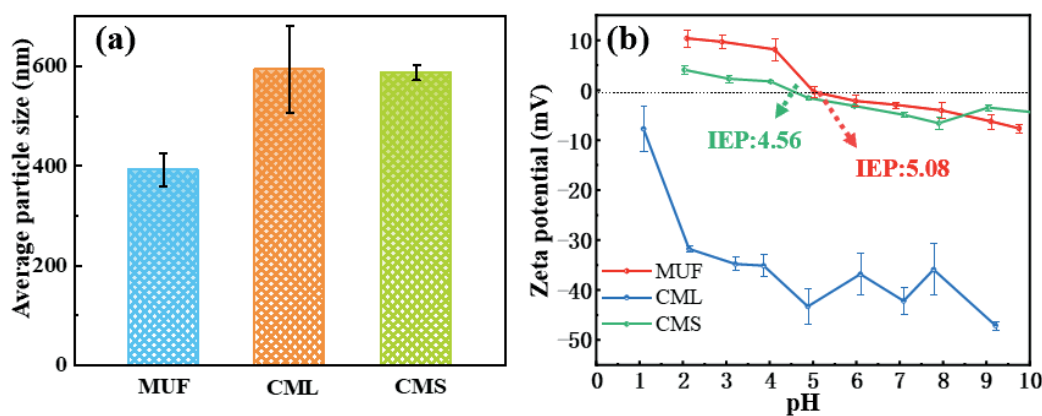 (a)
Average particle size (nm)
600
400
200
0
MUF
CML
CMS
(b)
Zeta potential (mV)
10
0
−10
−20
−30
−40
−50
IEP:4.56
IEP:5.08
MUF
CML
CMS
0 1 2 3 4 5 6 7 8 9 10
pH